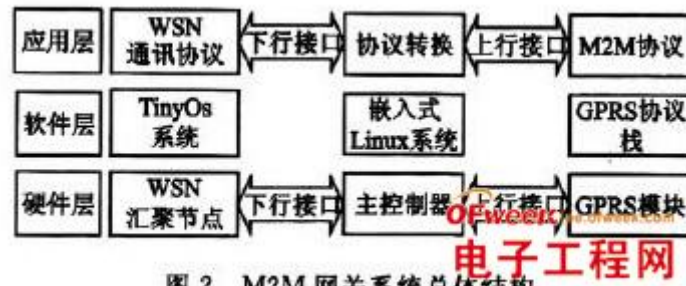 应用层 WSN 通讯协议 下行接口 协议转换 上行接口 M2M协议
软件层 TinyOs 系统 嵌入式 Linux系统 GPRS协议 栈
硬件层 WSN 汇聚节点 下行接口 主控制器 上行接口 GPRS模块
OFweek
电子工程网
图 2 M2M 网关系统总体结构